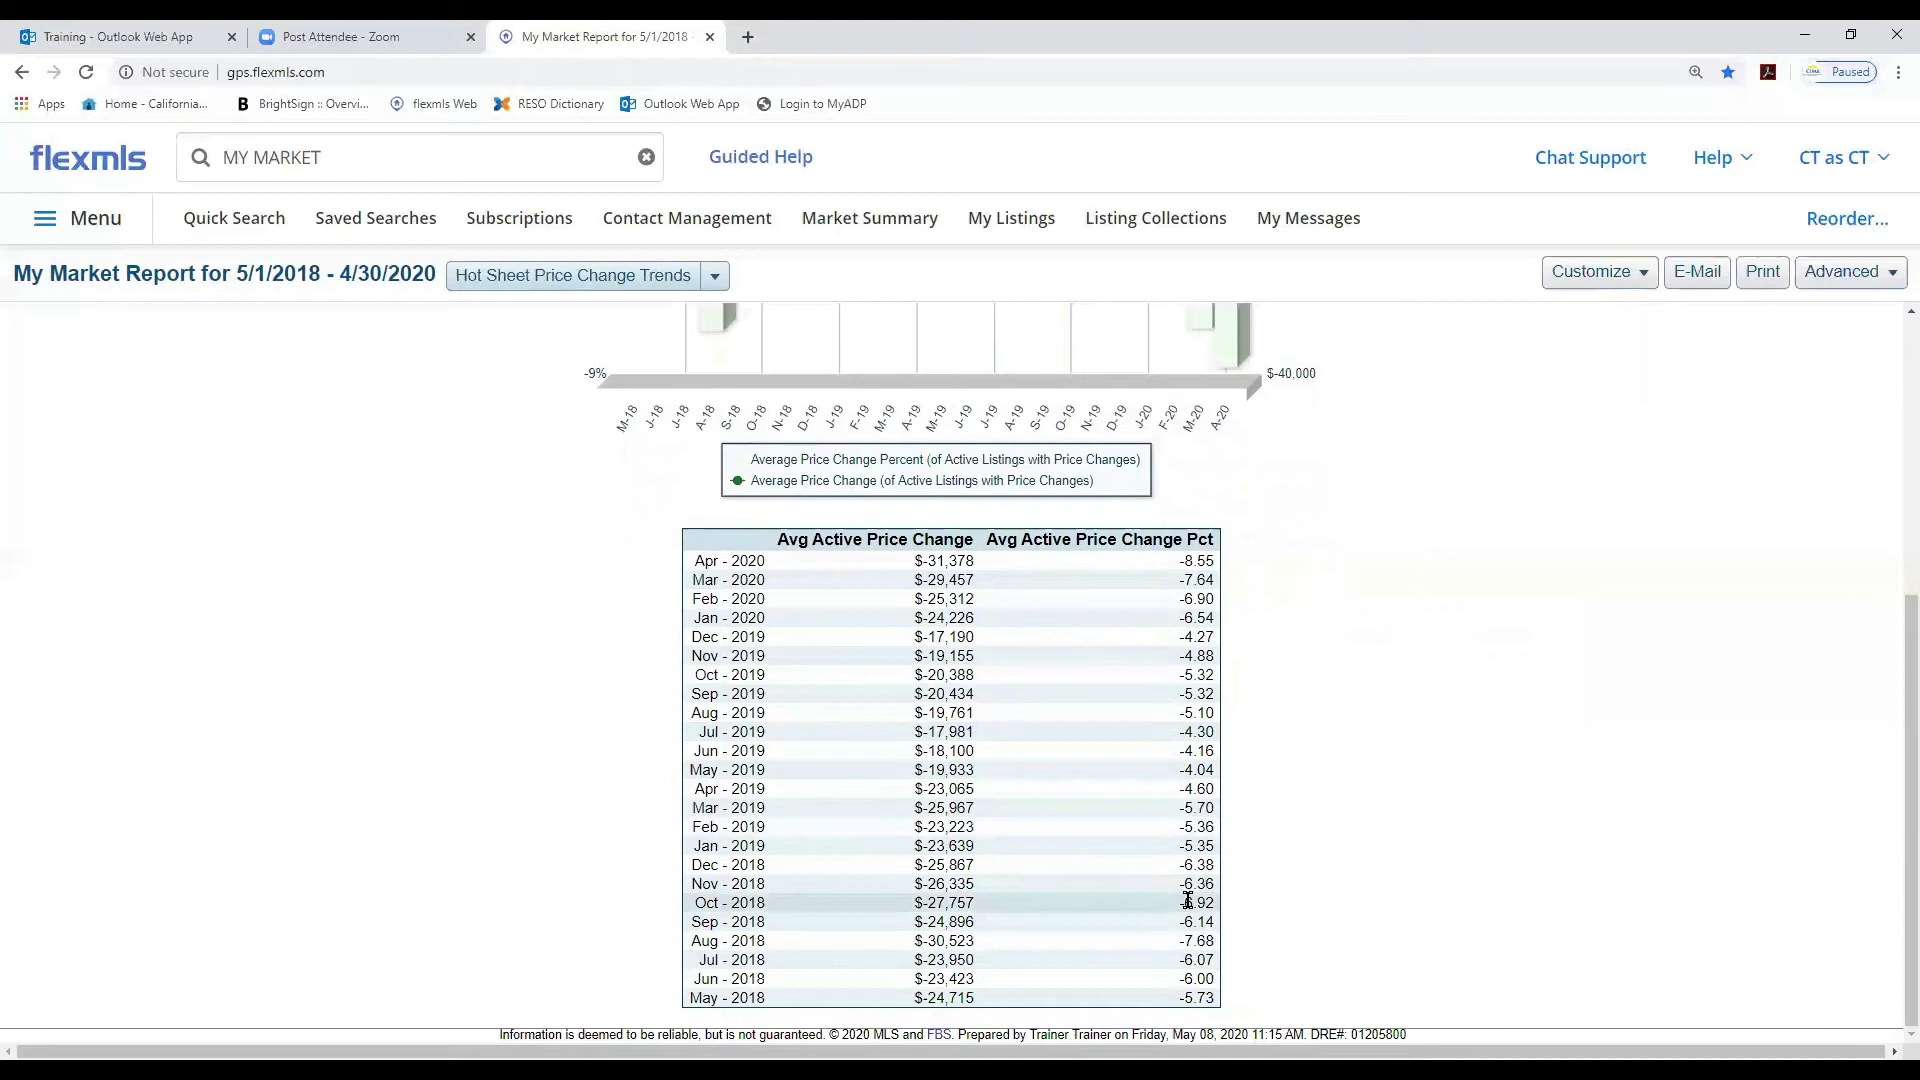 Training - Outlook Web App
Post Attendee - Zoom
My Market Report for 5/1/2018 -
Not secure
gps.flexmls.com
Paused
Apps
Home - California...
BrightSign :: Overvi...
flexmls Web
RESO Dictionary
Outlook Web App
Login to MyADP
flexmls
MY MARKET
Guided Help
Chat Support
Help
CT as CT
Menu
Quick Search
Saved Searches
Subscriptions
Contact Management
Market Summary
My Listings
Listing Collections
My Messages
Reorder...
My Market Report for 5/1/2018 - 4/30/2020
Hot Sheet Price Change Trends
Customize
E-Mail
Print
Advanced
-9%
$-40,000
M-18 J-18 J-18 A-18 S-18 O-18 N-18 D-18 J-19 F-19 M-19 A-19 M-19 J-19 J-19 A-19 S-19 O-19 N-19 D-19 J-20 F-20 M-20 A-20
Average Price Change Percent (of Active Listings with Price Changes)
Average Price Change (of Active Listings with Price Changes)
Avg Active Price Change Avg Active Price Change Pct
Apr - 2020 $-31,378 -8.55
Mar - 2020 $-29,457 -7.64
Feb - 2020 $-25,312 -6.90
Jan - 2020 $-24,226 -6.54
Dec - 2019 $-17,190 -4.27
Nov - 2019 $-19,155 -4.88
Oct - 2019 $-20,388 -5.32
Sep - 2019 $-20,434 -5.32
Aug - 2019 $-19,761 -5.10
Jul - 2019 $-17,981 -4.30
Jun - 2019 $-18,100 -4.16
May - 2019 $-19,933 -4.04
Apr - 2019 $-23,065 -4.60
Mar - 2019 $-25,967 -5.70
Feb - 2019 $-23,223 -5.36
Jan - 2019 $-23,639 -5.35
Dec - 2018 $-25,867 -6.38
Nov - 2018 $-26,335 -6.36
Oct - 2018 $-27,757
Sep - 2018 $-24,896 -6.14
Aug - 2018 $-30,523 -7.68
Jul - 2018 $-23,950 -6.07
Jun - 2018 $-23,423 -6.00
May - 2018 $-24,715 -5.73
Information is deemed to be reliable, but is not guaranteed. © 2020 MLS and FBS. Prepared by Trainer Trainer on Friday, May 08, 2020 11:15 AM. DRE#: 01205800